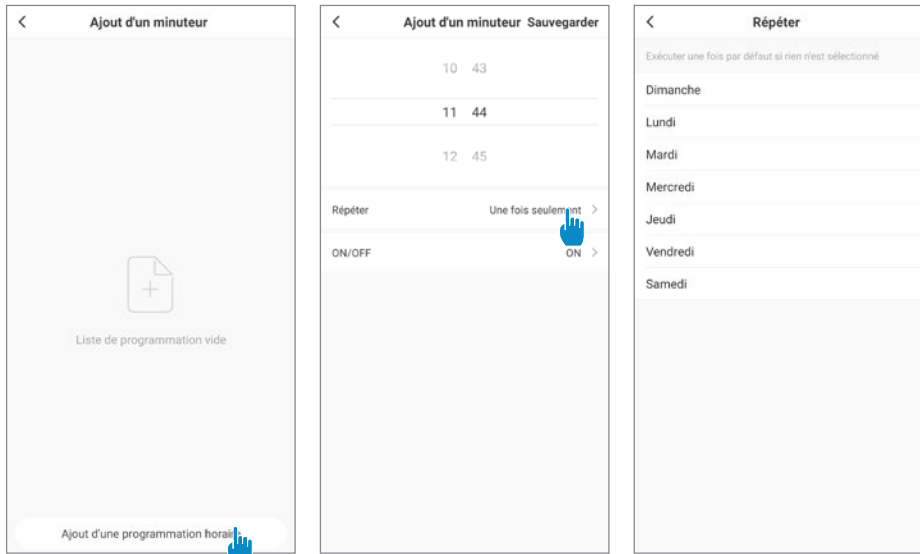 Ajout d'un minuteur
Liste de programmation vide
Ajout d'une programmation horaire
Ajout d'un minuteur Sauvegarder
10 43
11 44
12 45
Répéter Une fois seulement
ON/OFF ON
Répéter
Exécuter une fois par défaut si rien n'est sélectionné
Dimanche
Lundi
Mardi
Mercredi
Jeudi
Vendredi
Samedi